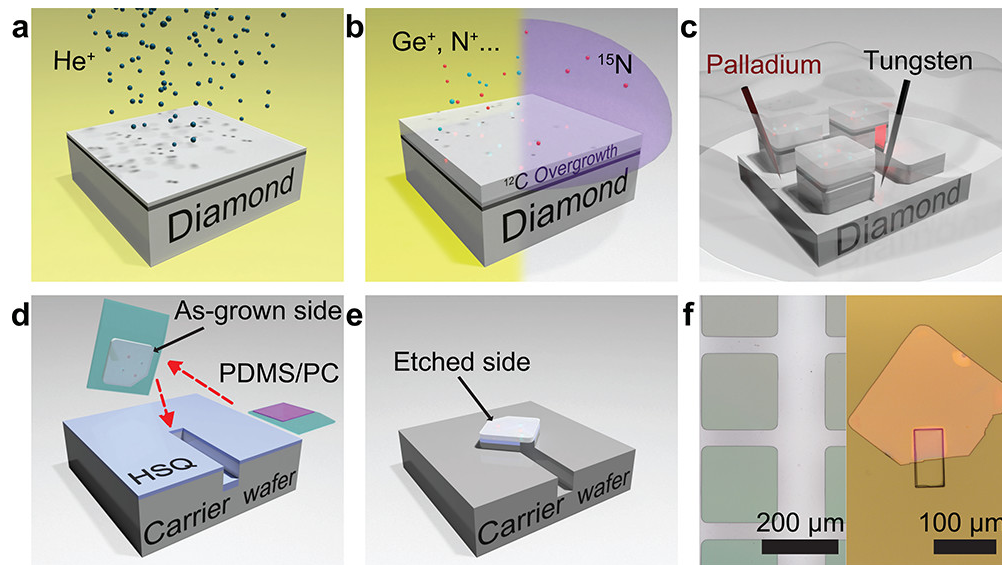 a
He⁺
Diamond
b
Ge⁺, N⁺...
¹⁵N
¹²C Overgrowth
Diamond
c
Palladium
Tungsten
Diamond
d
As-grown side
PDMS/PC
HSQ
Carrier wafer
e
Etched side
Carrier wafer
f
200 µm
100 µm